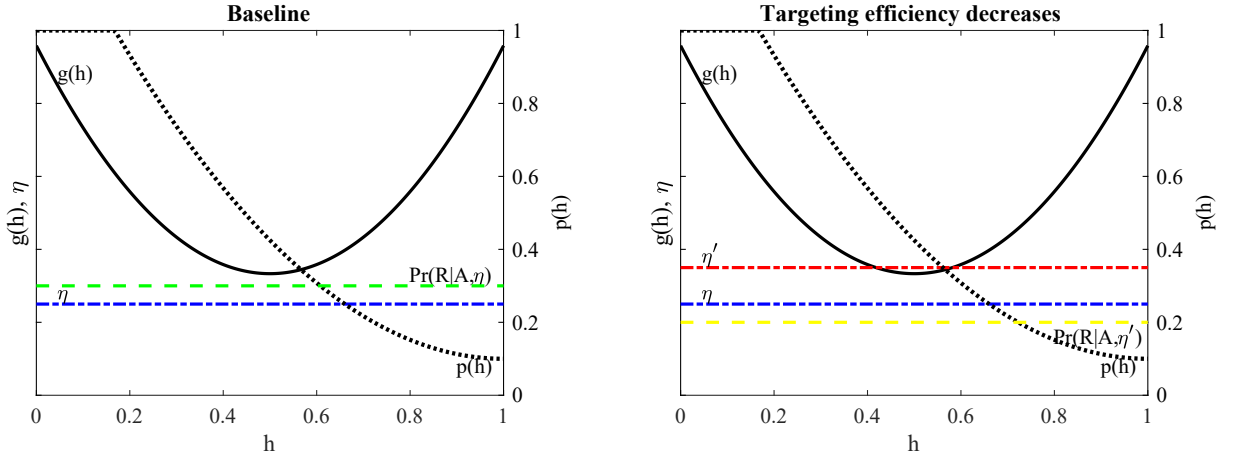 Baseline
g(h)
Pr(R|A,η)
η
p(h)
g(h), η
p(h)
0
0.2
0.4
0.6
0.8
1
0
0.2
0.4
0.6
0.8
1
h
Targeting efficiency decreases
g(h)
η′
η
Pr(R|A,η′)
p(h)
g(h), η
p(h)
0
0.2
0.4
0.6
0.8
1
0
0.2
0.4
0.6
0.8
1
h